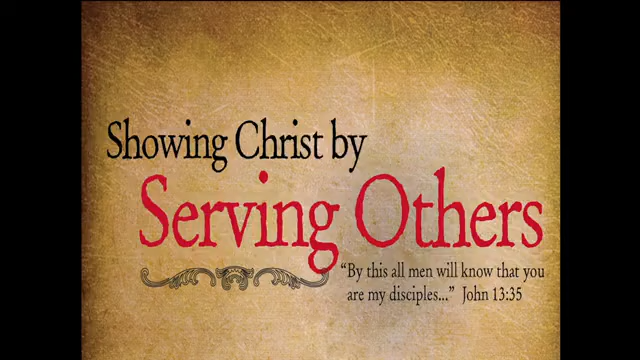 Showing Christ by
Serving Others
“By this all men will know that you
are my disciples...” John 13:35